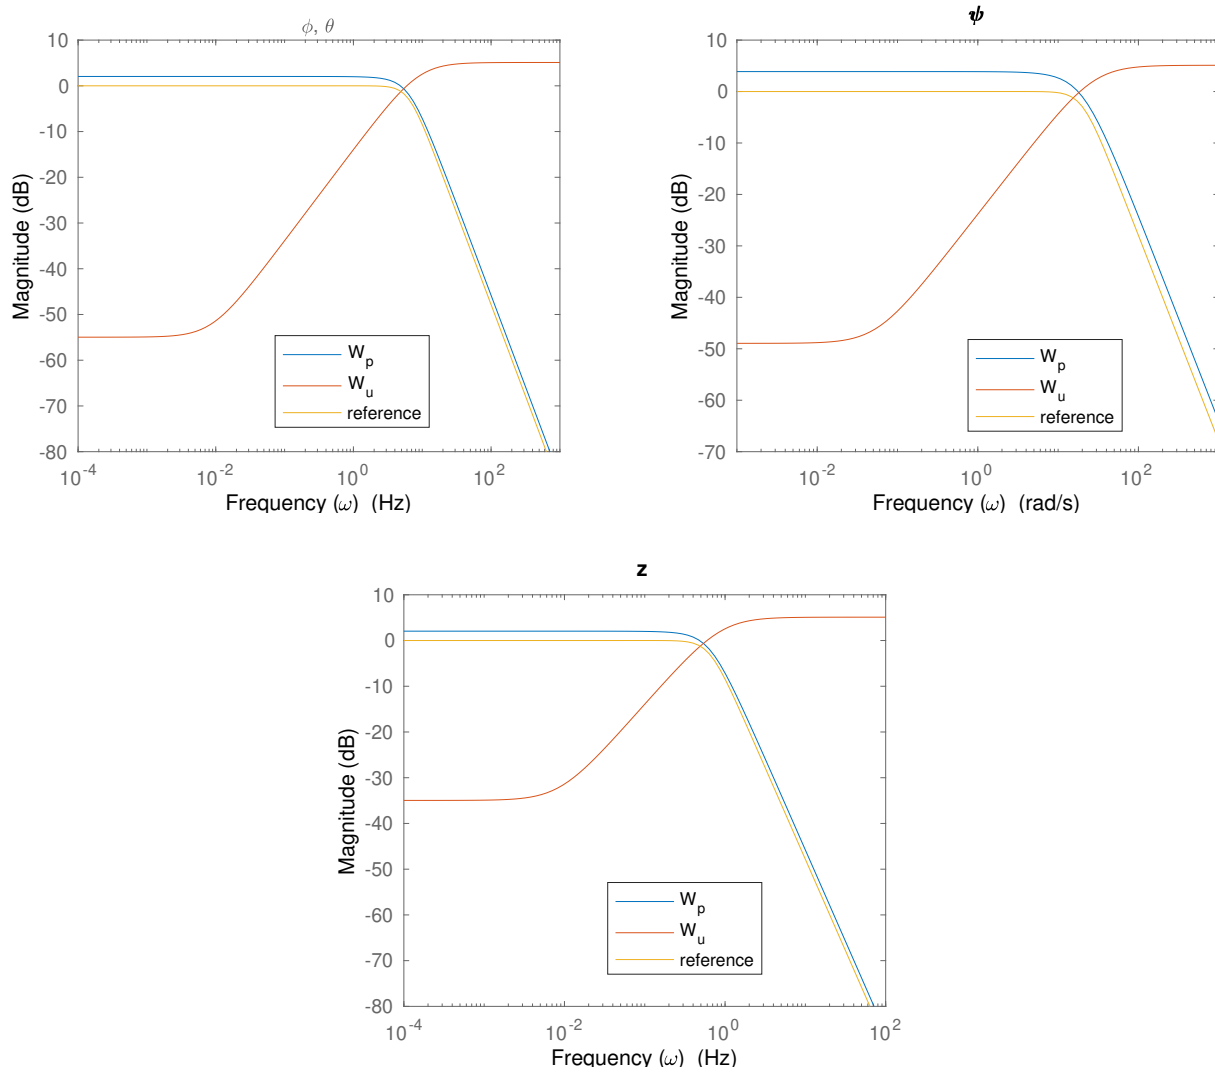 ϕ, θ
10
0
-10
-20
-30
-40
-50
-60
-70
-80
Magnitude (dB)
10^-4
10^-2
10^0
10^2
Frequency (ω) (Hz)
W_p
W_u
reference
ψ
10
0
-10
-20
-30
-40
-50
-60
-70
Magnitude (dB)
10^-2
10^0
10^2
Frequency (ω) (rad/s)
W_p
W_u
reference
z
10
0
-10
-20
-30
-40
-50
-60
-70
-80
Magnitude (dB)
10^-4
10^-2
10^0
10^2
Frequency (ω) (Hz)
W_p
W_u
reference